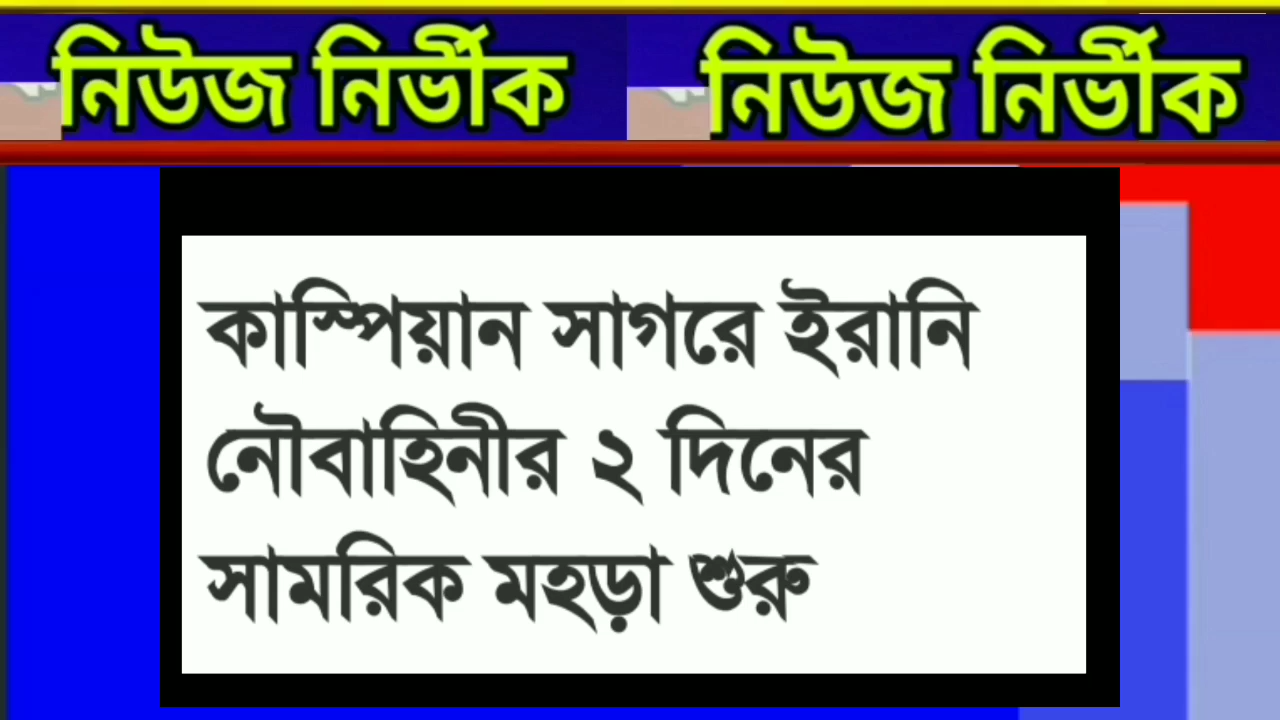 নিউজ নির্ভীক নিউজ নির্ভীক
কাস্পিয়ান সাগরে ইরানি
নৌবাহিনীর ২ দিনের
সামরিক মহড়া শুরু